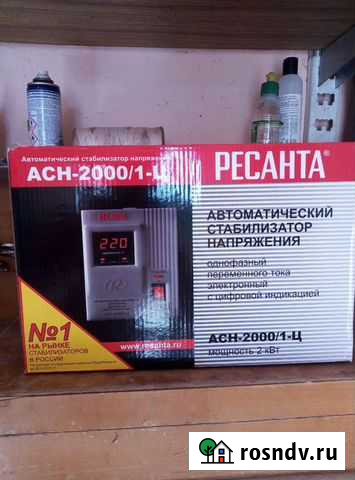 Автоматический стабилизатор напряжения
АСН-2000/1-Ц
РЕСАНТА®
АВТОМАТИЧЕСКИЙ
СТАБИЛИЗАТОР
НАПРЯЖЕНИЯ
однофазный
переменного тока
электронный
с цифровой индикацией
220
№1
НА РЫНКЕ
СТАБИЛИЗАТОРОВ
В РОССИИ
АСН-2000/1-Ц
мощность 2 кВт
www.resanta.ru
rosndv.ru